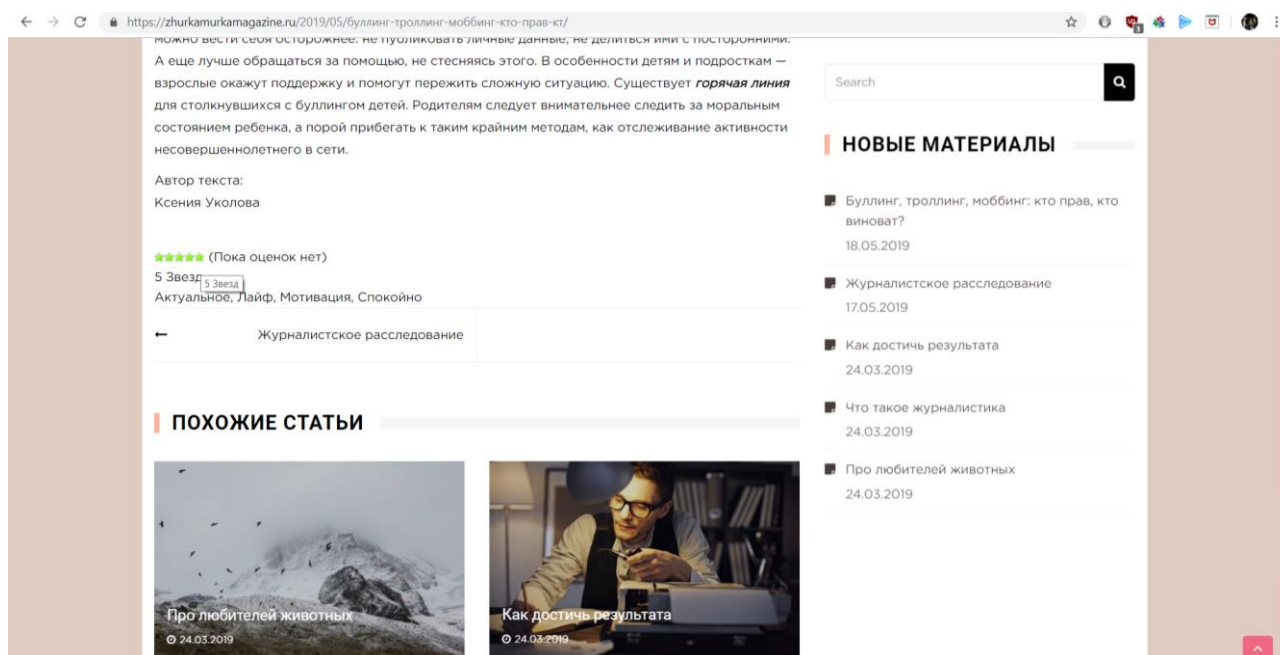 https://zhurkamurkamagazine.ru/2019/05/буллинг-троллинг-моббинг-кто-прав-кт/
3
можно вести себя осторожнее: не публиковать личные данные, не делиться ими с посторонними.
А еще лучше обращаться за помощью, не стесняясь этого. В особенности детям и подросткам —
взрослые окажут поддержку и помогут пережить сложную ситуацию. Существует горячая линия
для столкнувшихся с буллингом детей. Родителям следует внимательнее следить за моральным
состоянием ребенка, а порой прибегать к таким крайним методам, как отслеживание активности
несовершеннолетнего в сети.
Автор текста:
Ксения Уколова
(Пока оценок нет)
5 Звезд
5 Звезд
Актуальное, Лайф, Мотивация, Спокойно
← Журналистское расследование
ПОХОЖИЕ СТАТЬИ
Про любителей животных
24.03.2019
Как достичь результата
24.03.2019
Search
НОВЫЕ МАТЕРИАЛЫ
Буллинг, троллинг, моббинг: кто прав, кто
виноват?
18.05.2019
Журналистское расследование
17.05.2019
Как достичь результата
24.03.2019
Что такое журналистика
24.03.2019
Про любителей животных
24.03.2019